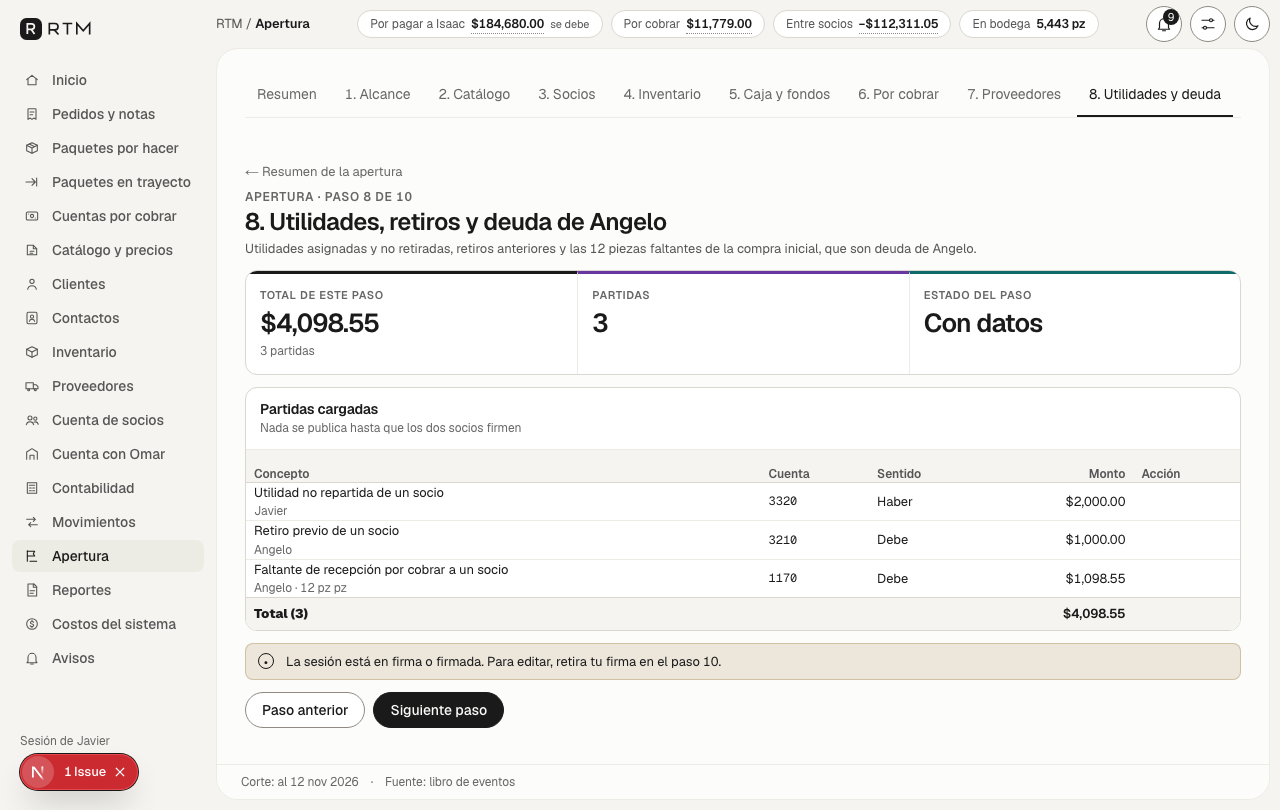 R RTM
RTM / Apertura
Por pagar a Isaac $184,680.00 se debe
Por cobrar $11,779.00
Entre socios −$112,311.05
En bodega 5,443 pz
9
Inicio
Pedidos y notas
Paquetes por hacer
Paquetes en trayecto
Cuentas por cobrar
Catálogo y precios
Clientes
Contactos
Inventario
Proveedores
Cuenta de socios
Cuenta con Omar
Contabilidad
Movimientos
Apertura
Reportes
Costos del sistema
Avisos
Sesión de Javier
N 1 Issue
Resumen
1. Alcance
2. Catálogo
3. Socios
4. Inventario
5. Caja y fondos
6. Por cobrar
7. Proveedores
8. Utilidades y deuda
← Resumen de la apertura
APERTURA · PASO 8 DE 10
8. Utilidades, retiros y deuda de Angelo
Utilidades asignadas y no retiradas, retiros anteriores y las 12 piezas faltantes de la compra inicial, que son deuda de Angelo.
TOTAL DE ESTE PASO
$4,098.55
3 partidas
PARTIDAS
3
ESTADO DEL PASO
Con datos
Partidas cargadas
Nada se publica hasta que los dos socios firmen
Concepto Cuenta Sentido Monto Acción
Utilidad no repartida de un socio 3320 Haber $2,000.00
Javier
Retiro previo de un socio 3210 Debe $1,000.00
Angelo
Faltante de recepción por cobrar a un socio 1170 Debe $1,098.55
Angelo · 12 pz pz
Total (3) $4,098.55
La sesión está en firma o firmada. Para editar, retira tu firma en el paso 10.
Paso anterior
Siguiente paso
Corte: al 12 nov 2026 · Fuente: libro de eventos